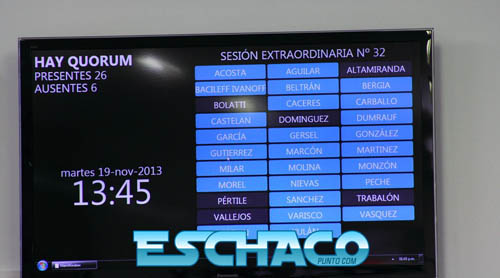 HAY QUORUM
PRESENTES 26
AUSENTES 6
martes 19-nov-2013
13:45
SESIÓN EXTRAORDINARIA Nº 32
ACOSTA AGUILAR ALTAMIRANDA
BACILEFF IVANOFF BELTRÁN BERGIA
BOLATTI CACERES CARBALLO
CASTELAN DOMINGUEZ DUMRAUF
GARCÍA GERSEL GONZÁLEZ
GUTIERREZ MARCÓN MARTINEZ
MILAR MOLINA MONZÓN
MOREL NIEVAS PECHE
PÉRTILE SANCHEZ TRABALÓN
VALLEJOS VARISCO VASQUEZ
ESCHACO
PUNTO COM